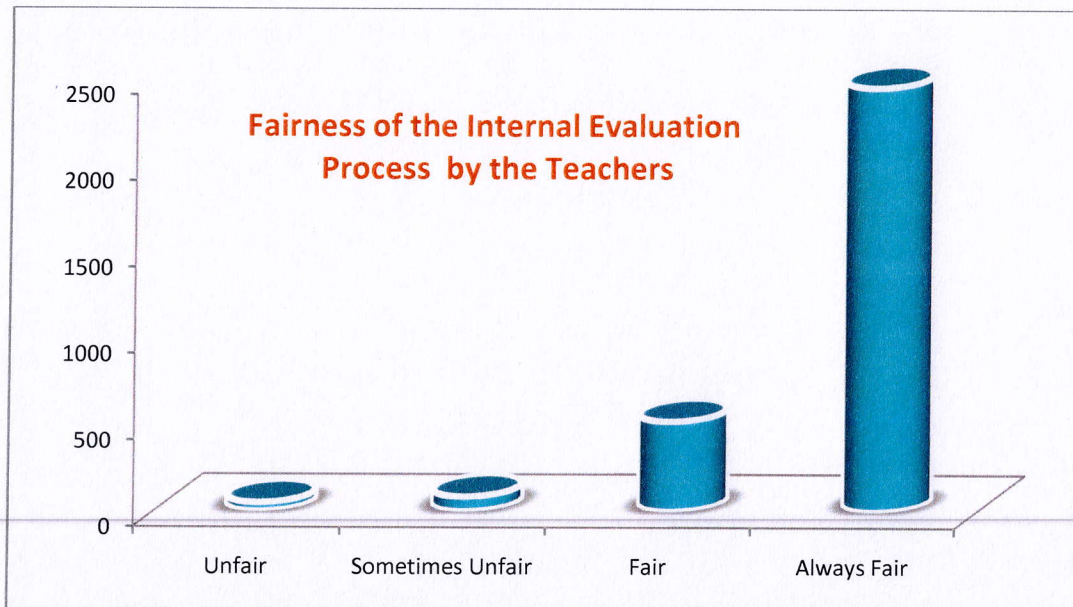 Fairness of the Internal Evaluation
Process by the Teachers
2500
2000
1500
1000
500
0
Unfair Sometimes Unfair Fair Always Fair